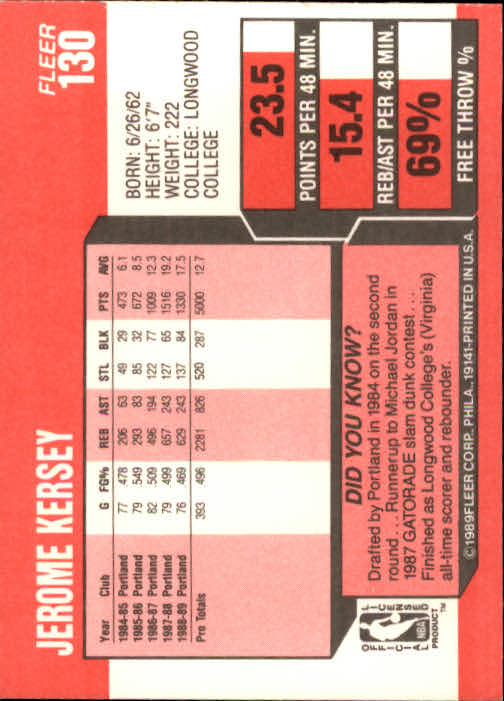 FLEER
130
JEROME KERSEY
BORN: 6/26/62
HEIGHT: 6'7"
WEIGHT: 222
COLLEGE: LONGWOOD
COLLEGE
23.5
POINTS PER 48 MIN.
15.4
REB/AST PER 48 MIN.
69%
FREE THROW %
Year Club G FG% REB AST STL BLK PTS AVG
1984-85 Portland 77 478 206 63 49 29 473 6.1
1985-86 Portland 79 549 293 83 85 32 672 8.5
1986-87 Portland 82 509 496 194 122 77 1009 12.3
1987-88 Portland 79 499 657 243 127 65 1516 19.2
1988-89 Portland 76 469 629 243 137 84 1330 17.5
Pro Totals 393 496 2281 826 520 287 5000 12.7
DID YOU KNOW?
Drafted by Portland in 1984 on the second
round... Runnerup to Michael Jordan in
1987 GATORADE slam dunk contest...
Finished as Longwood College's (Virginia)
all-time scorer and rebounder.
©1989 FLEER CORP., PHILA., 19141-PRINTED IN U.S.A.
OFFICIAL LICENSED
NBA
PRODUCT